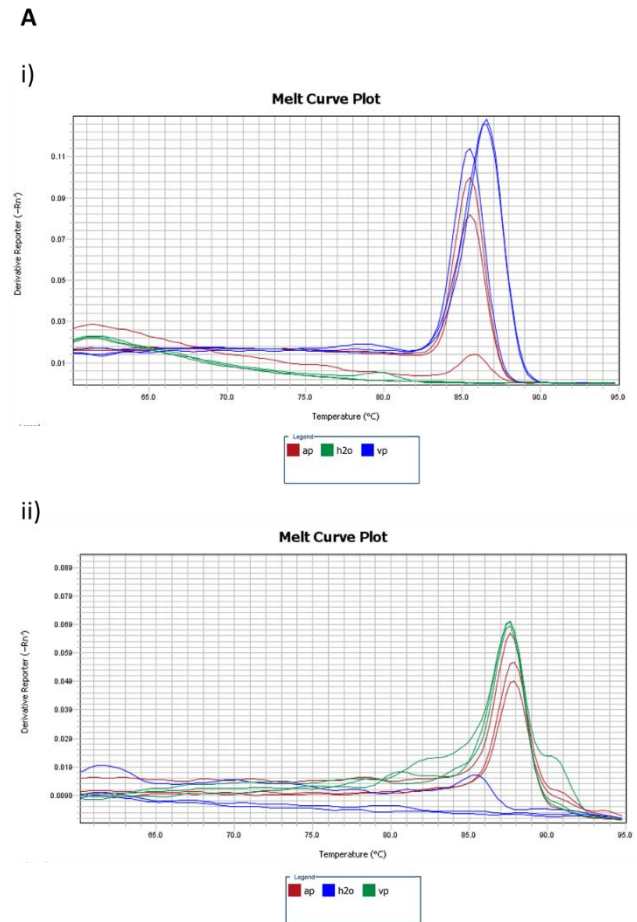 A
i)
Melt Curve Plot
Derivative Reporter (-Rn')
0.11
0.09
0.07
0.05
0.03
0.01
65.0 70.0 75.0 80.0 85.0 90.0 95.0
Temperature (°C)
Legend
ap h2o vp
ii)
Melt Curve Plot
Derivative Reporter (-Rn')
0.089
0.079
0.069
0.059
0.049
0.039
0.029
0.019
0.0090
65.0 70.0 75.0 80.0 85.0 90.0 95.0
Temperature (°C)
Legend
ap h2o vp